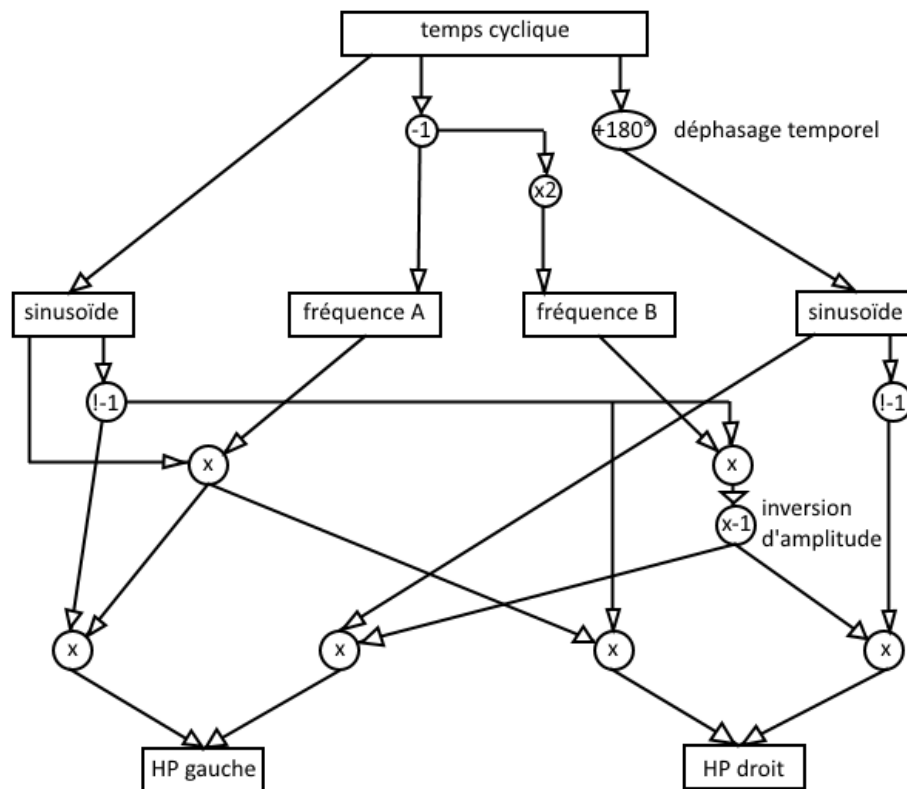 temps cyclique
-1
+180°
déphasage temporel
x2
sinusoïde
fréquence A
fréquence B
sinusoïde
!-1
!-1
x
x
x-1
inversion
d'amplitude
x
x
x
x
HP gauche
HP droit